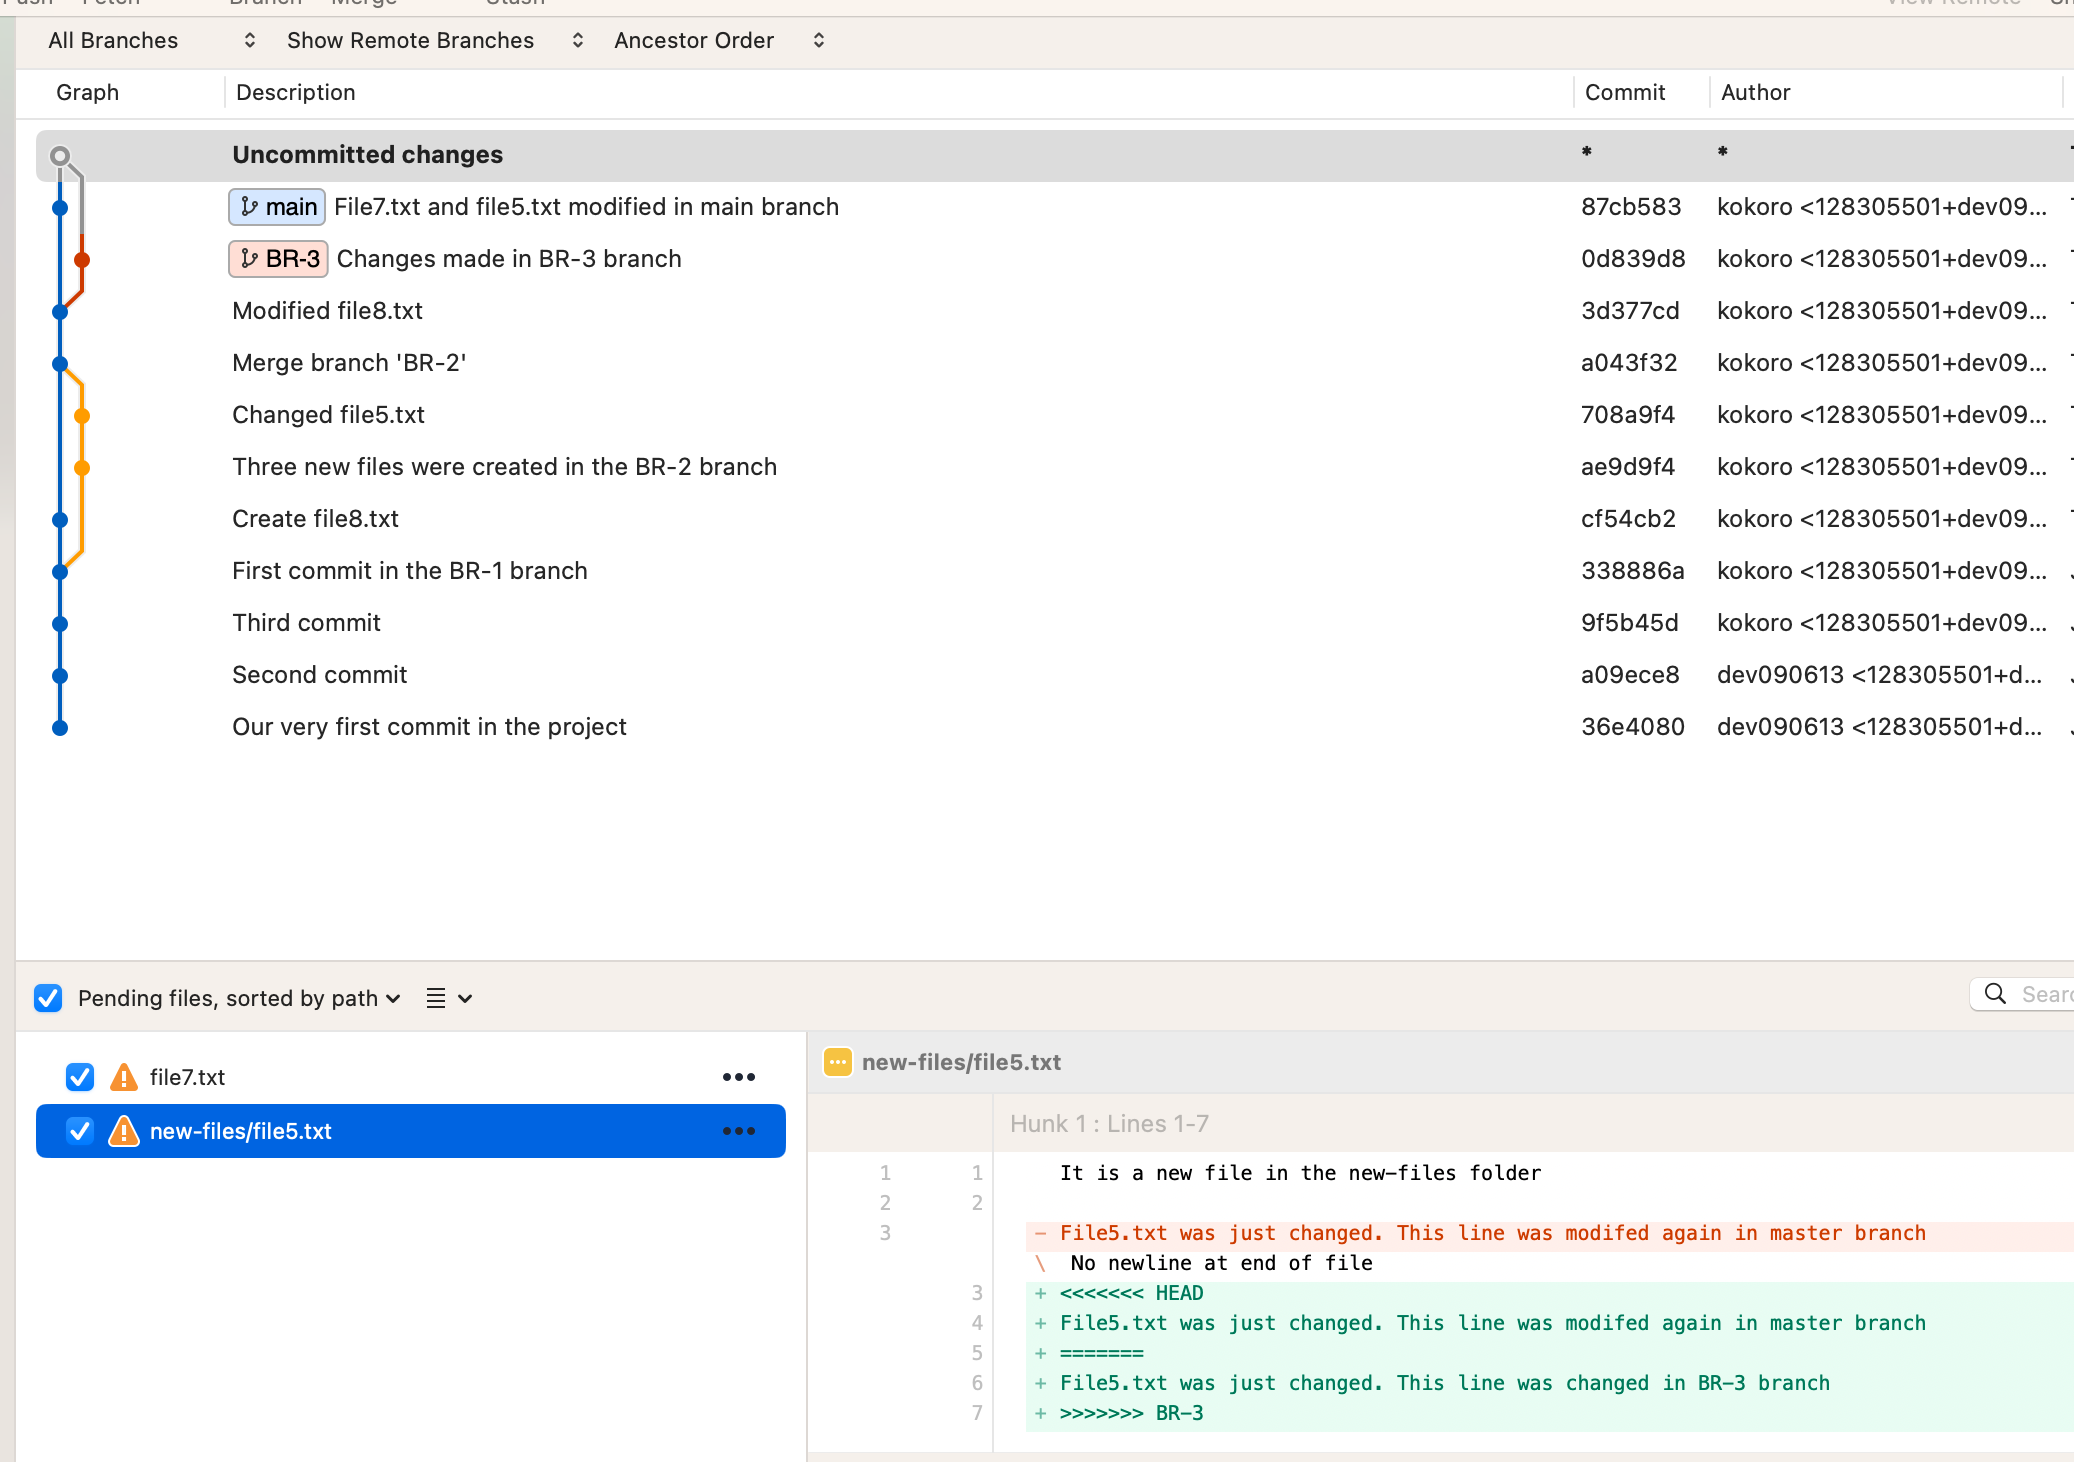 Push Fetch Branch Merge Stash View Remote
All Branches Show Remote Branches Ancestor Order
Graph Description Commit Author
Uncommitted changes * *
main File7.txt and file5.txt modified in main branch 87cb583 kokoro <128305501+dev09...
BR-3 Changes made in BR-3 branch 0d839d8 kokoro <128305501+dev09...
Modified file8.txt 3d377cd kokoro <128305501+dev09...
Merge branch 'BR-2' a043f32 kokoro <128305501+dev09...
Changed file5.txt 708a9f4 kokoro <128305501+dev09...
Three new files were created in the BR-2 branch ae9d9f4 kokoro <128305501+dev09...
Create file8.txt cf54cb2 kokoro <128305501+dev09...
First commit in the BR-1 branch 338886a kokoro <128305501+dev09...
Third commit 9f5b45d kokoro <128305501+dev09...
Second commit a09ece8 dev090613 <128305501+d...
Our very first commit in the project 36e4080 dev090613 <128305501+d...
Pending files, sorted by path Searc
file7.txt
new-files/file5.txt
new-files/file5.txt
Hunk 1 : Lines 1-7
1 1 It is a new file in the new-files folder
2 2
3 - File5.txt was just changed. This line was modifed again in master branch
\ No newline at end of file
3 + <<<<<<< HEAD
4 + File5.txt was just changed. This line was modifed again in master branch
5 + =======
6 + File5.txt was just changed. This line was changed in BR-3 branch
7 + >>>>>>> BR-3